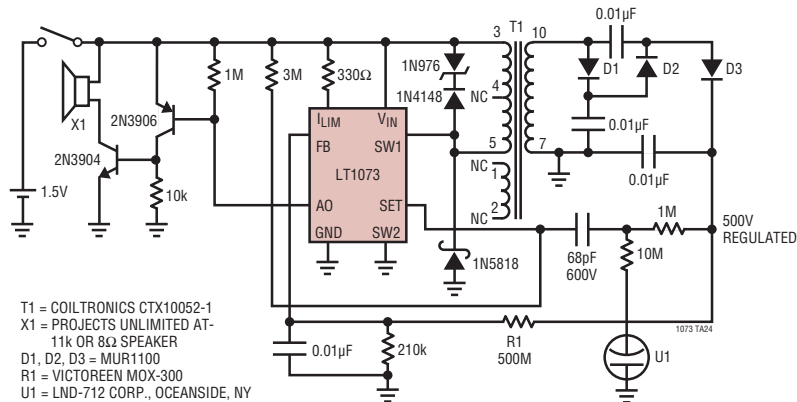 T1
3
10
0.01µF
1M
3M
330Ω
1N976
1N4148
4
NC
D1
D2
D3
X1
2N3906
ILIM
VIN
FB
SW1
5
7
0.01µF
0.01µF
2N3904
LT1073
NC
1
2
NC
1.5V
10k
AO
SET
GND
SW2
1N5818
68pF
600V
1M
10M
500V
REGULATED
1073 TA24
R1
500M
0.01µF
210k
U1
T1 = COILTRONICS CTX10052-1
X1 = PROJECTS UNLIMITED AT-
11k OR 8Ω SPEAKER
D1, D2, D3 = MUR1100
R1 = VICTOREEN MOX-300
U1 = LND-712 CORP., OCEANSIDE, NY